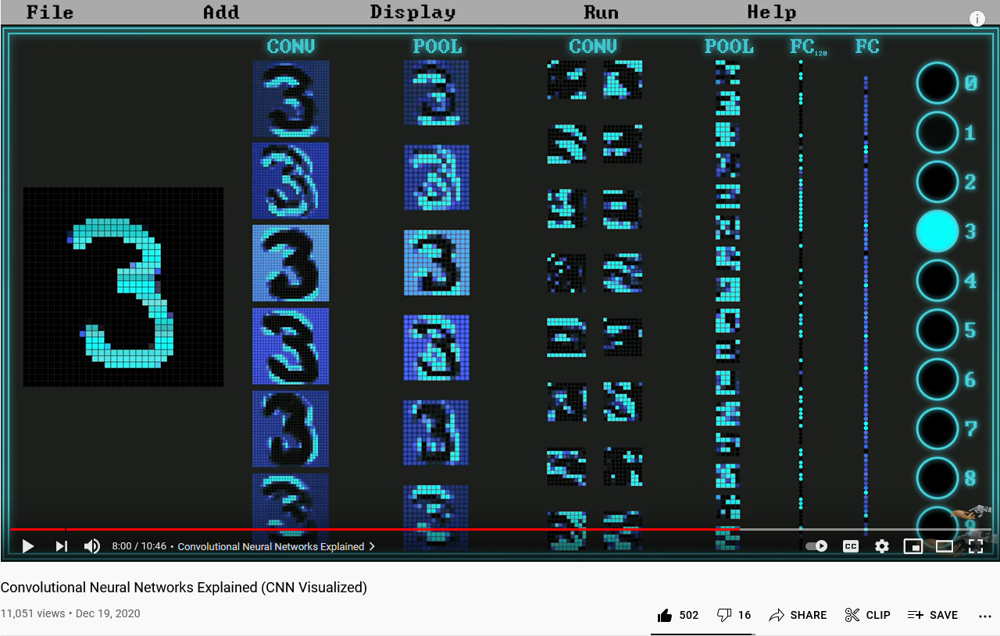 File Add Display Run Help
CONV POOL CONV POOL FC120 FC
0
1
2
3
4
5
6
7
8
9
8:00 / 10:46 • Convolutional Neural Networks Explained
CC
Convolutional Neural Networks Explained (CNN Visualized)
11,051 views • Dec 19, 2020
502 16 SHARE CLIP SAVE